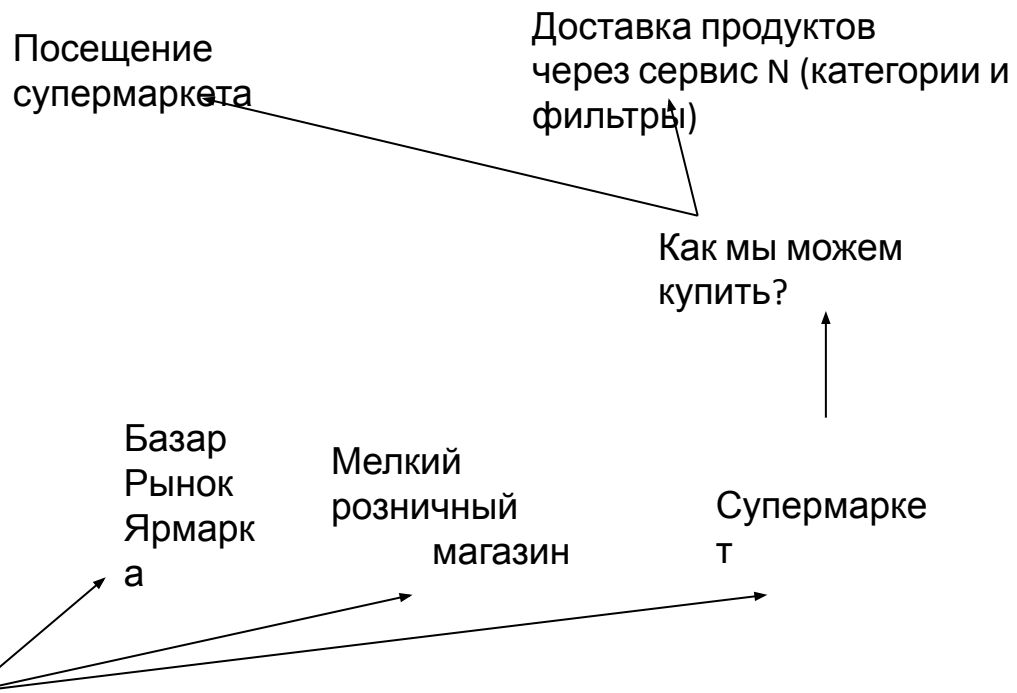 Посещение
супермаркета
Доставка продуктов
через сервис N (категории и
фильтры)
Как мы можем
купить?
Базар
Рынок
Ярмарк
а
Мелкий
розничный
магазин
Супермарке
т